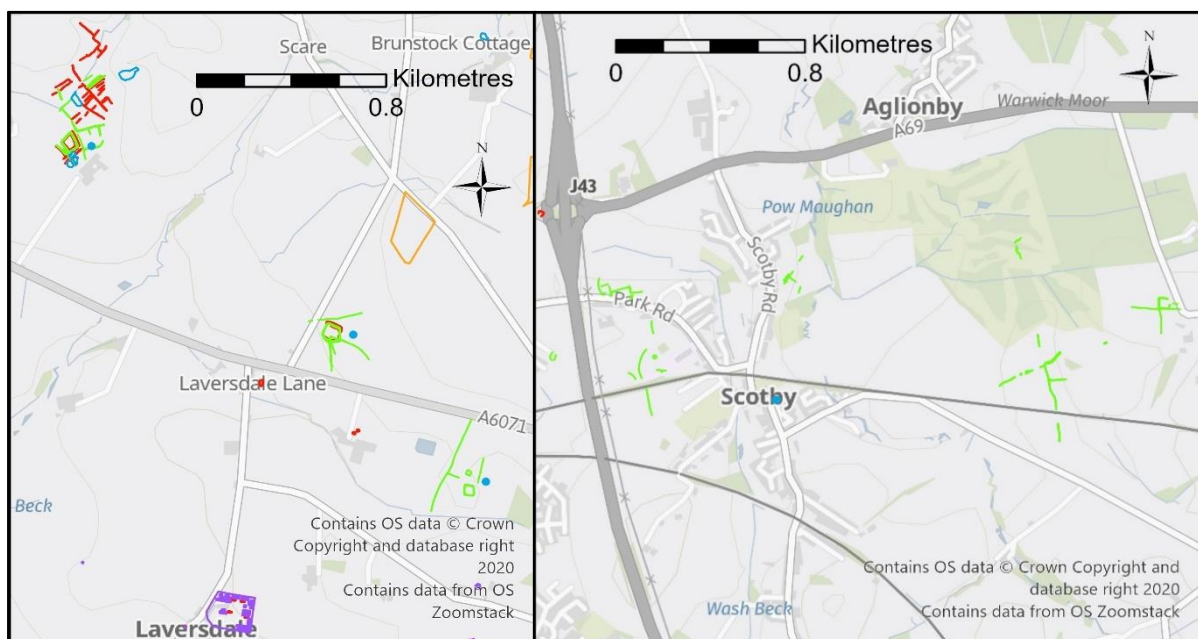 Scare
Brunstock Cottage
Kilometres
0 0.8
N
Laversdale Lane
A6071
Beck
Contains OS data © Crown
Copyright and database right
2020
Contains data from OS
Zoomstack
Laversdale
Kilometres
0 0.8
N
Aglionby
Warwick Moor
A69
J43
Pow Maughan
Scotby Rd
Park Rd
Scotby
Contains OS data © Crown Copyright and
database right 2020
Contains data from OS Zoomstack
Wash Beck